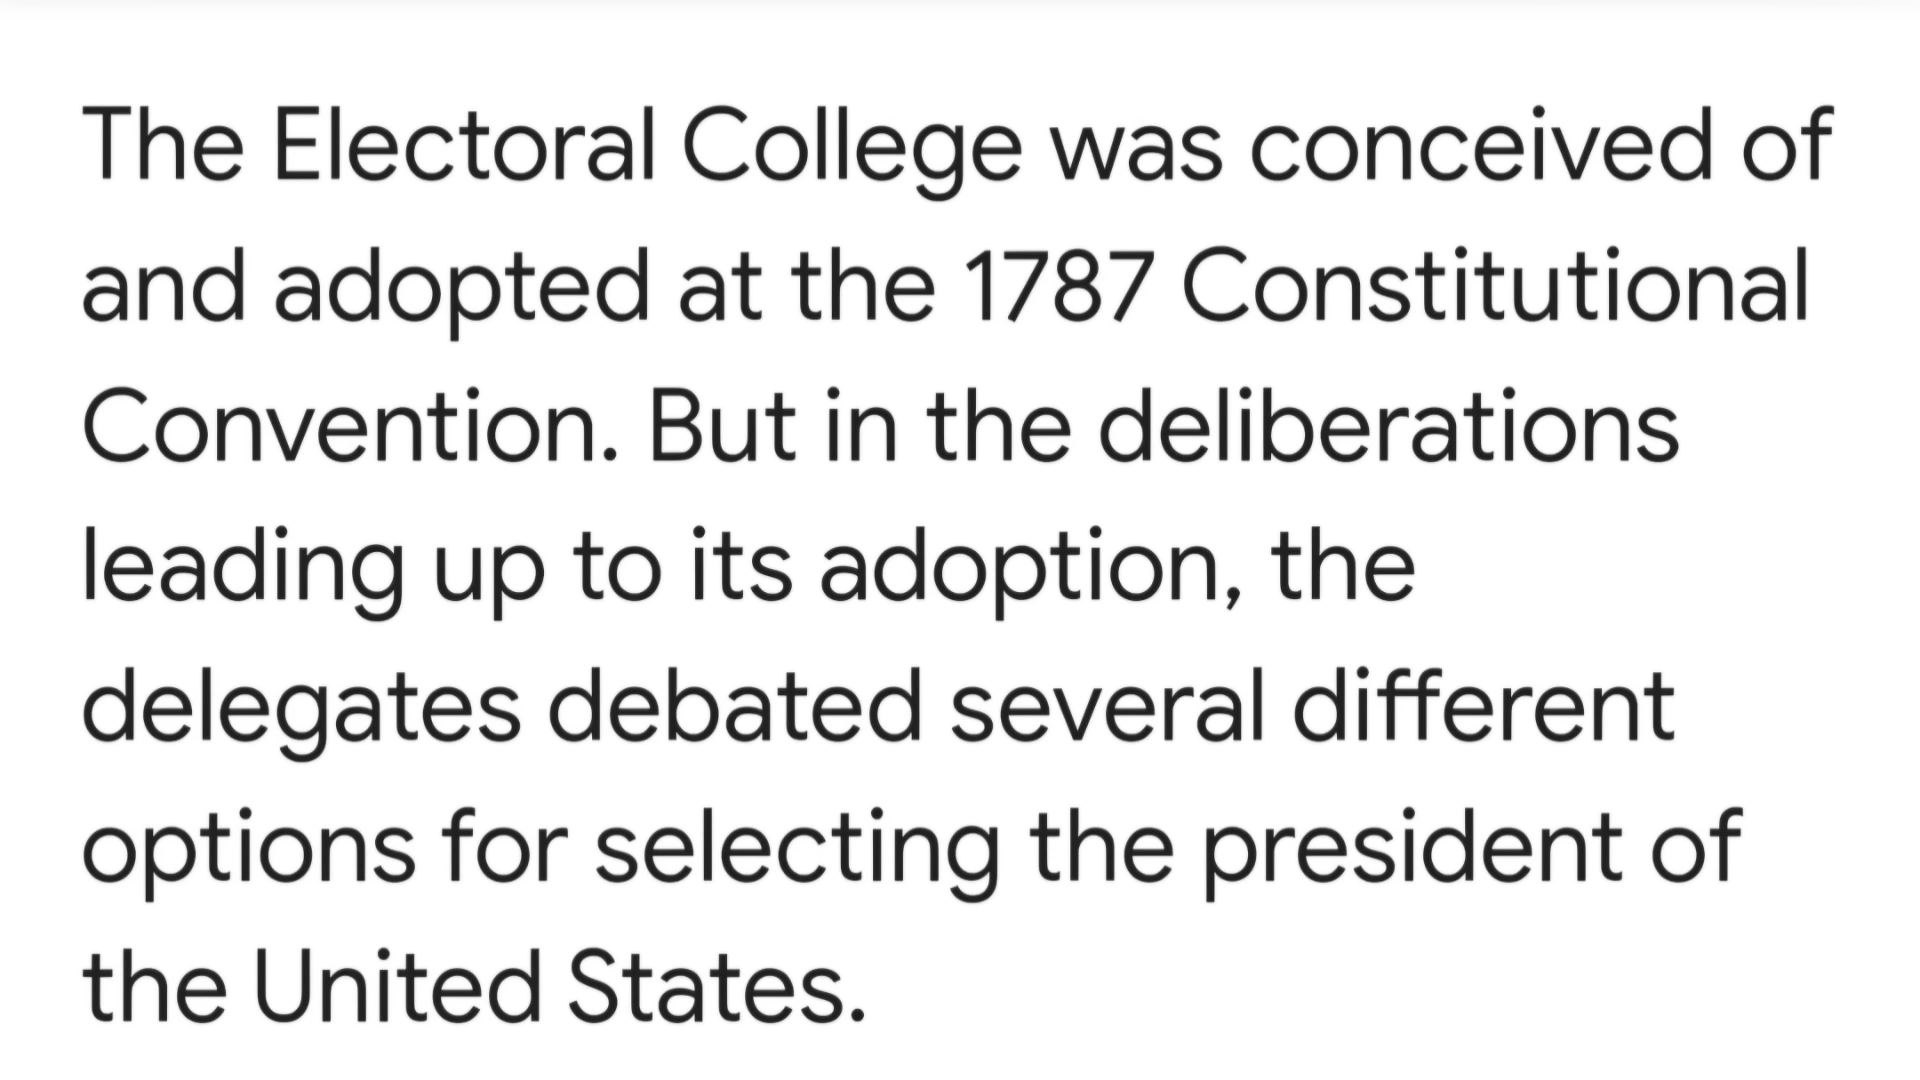 The Electoral College was conceived of
and adopted at the 1787 Constitutional
Convention. But in the deliberations
leading up to its adoption, the
delegates debated several different
options for selecting the president of
the United States.